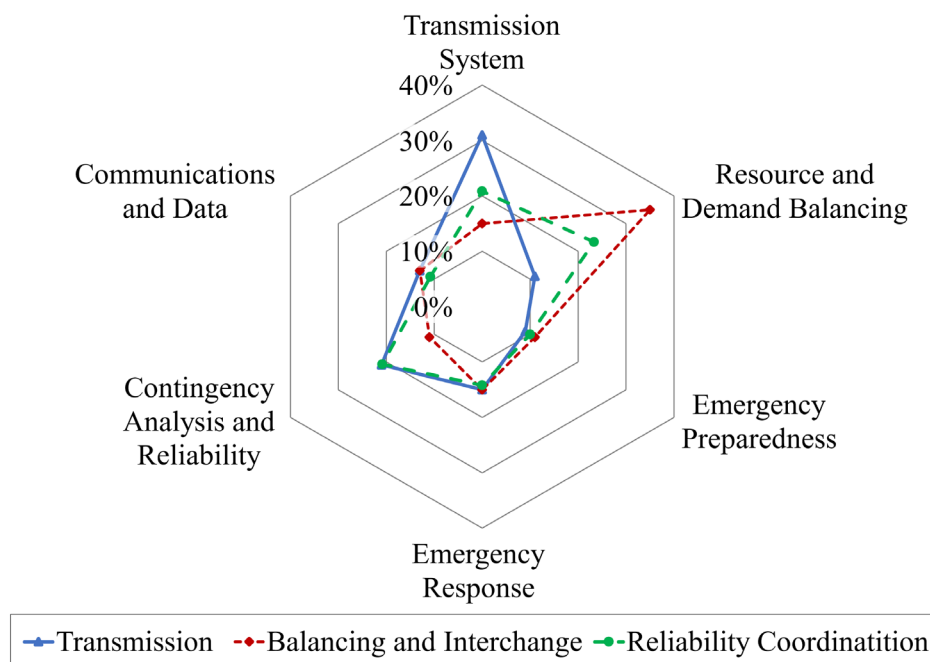 Transmission
System
40%
30%
20%
10%
0%
Communications
and Data
Resource and
Demand Balancing
Contingency
Analysis and
Reliability
Emergency
Preparedness
Emergency
Response
Transmission
Balancing and Interchange
Reliability Coordinatition